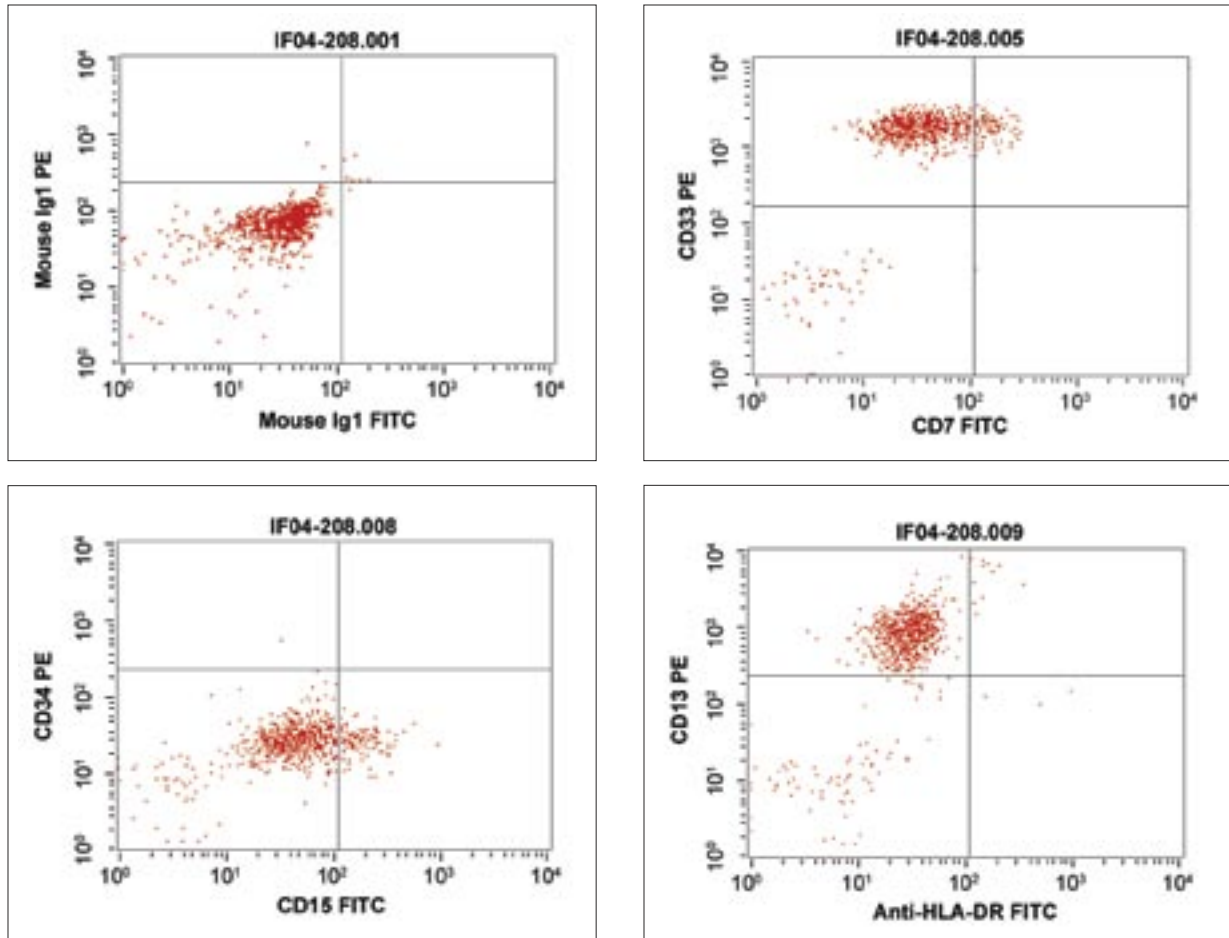 IF04-208.001
10⁴
10³
10²
10¹
10⁰
Mouse Ig1 PE
10⁰ 10¹ 10² 10³ 10⁴
Mouse Ig1 FITC
IF04-208.005
10⁴
10³
10²
10¹
10⁰
CD33 PE
10⁰ 10¹ 10² 10³ 10⁴
CD7 FITC
IF04-208.008
10⁴
10³
10²
10¹
10⁰
CD34 PE
10⁰ 10¹ 10² 10³ 10⁴
CD15 FITC
IF04-208.009
10⁴
10³
10²
10¹
10⁰
CD13 PE
10⁰ 10¹ 10² 10³ 10⁴
Anti-HLA-DR FITC